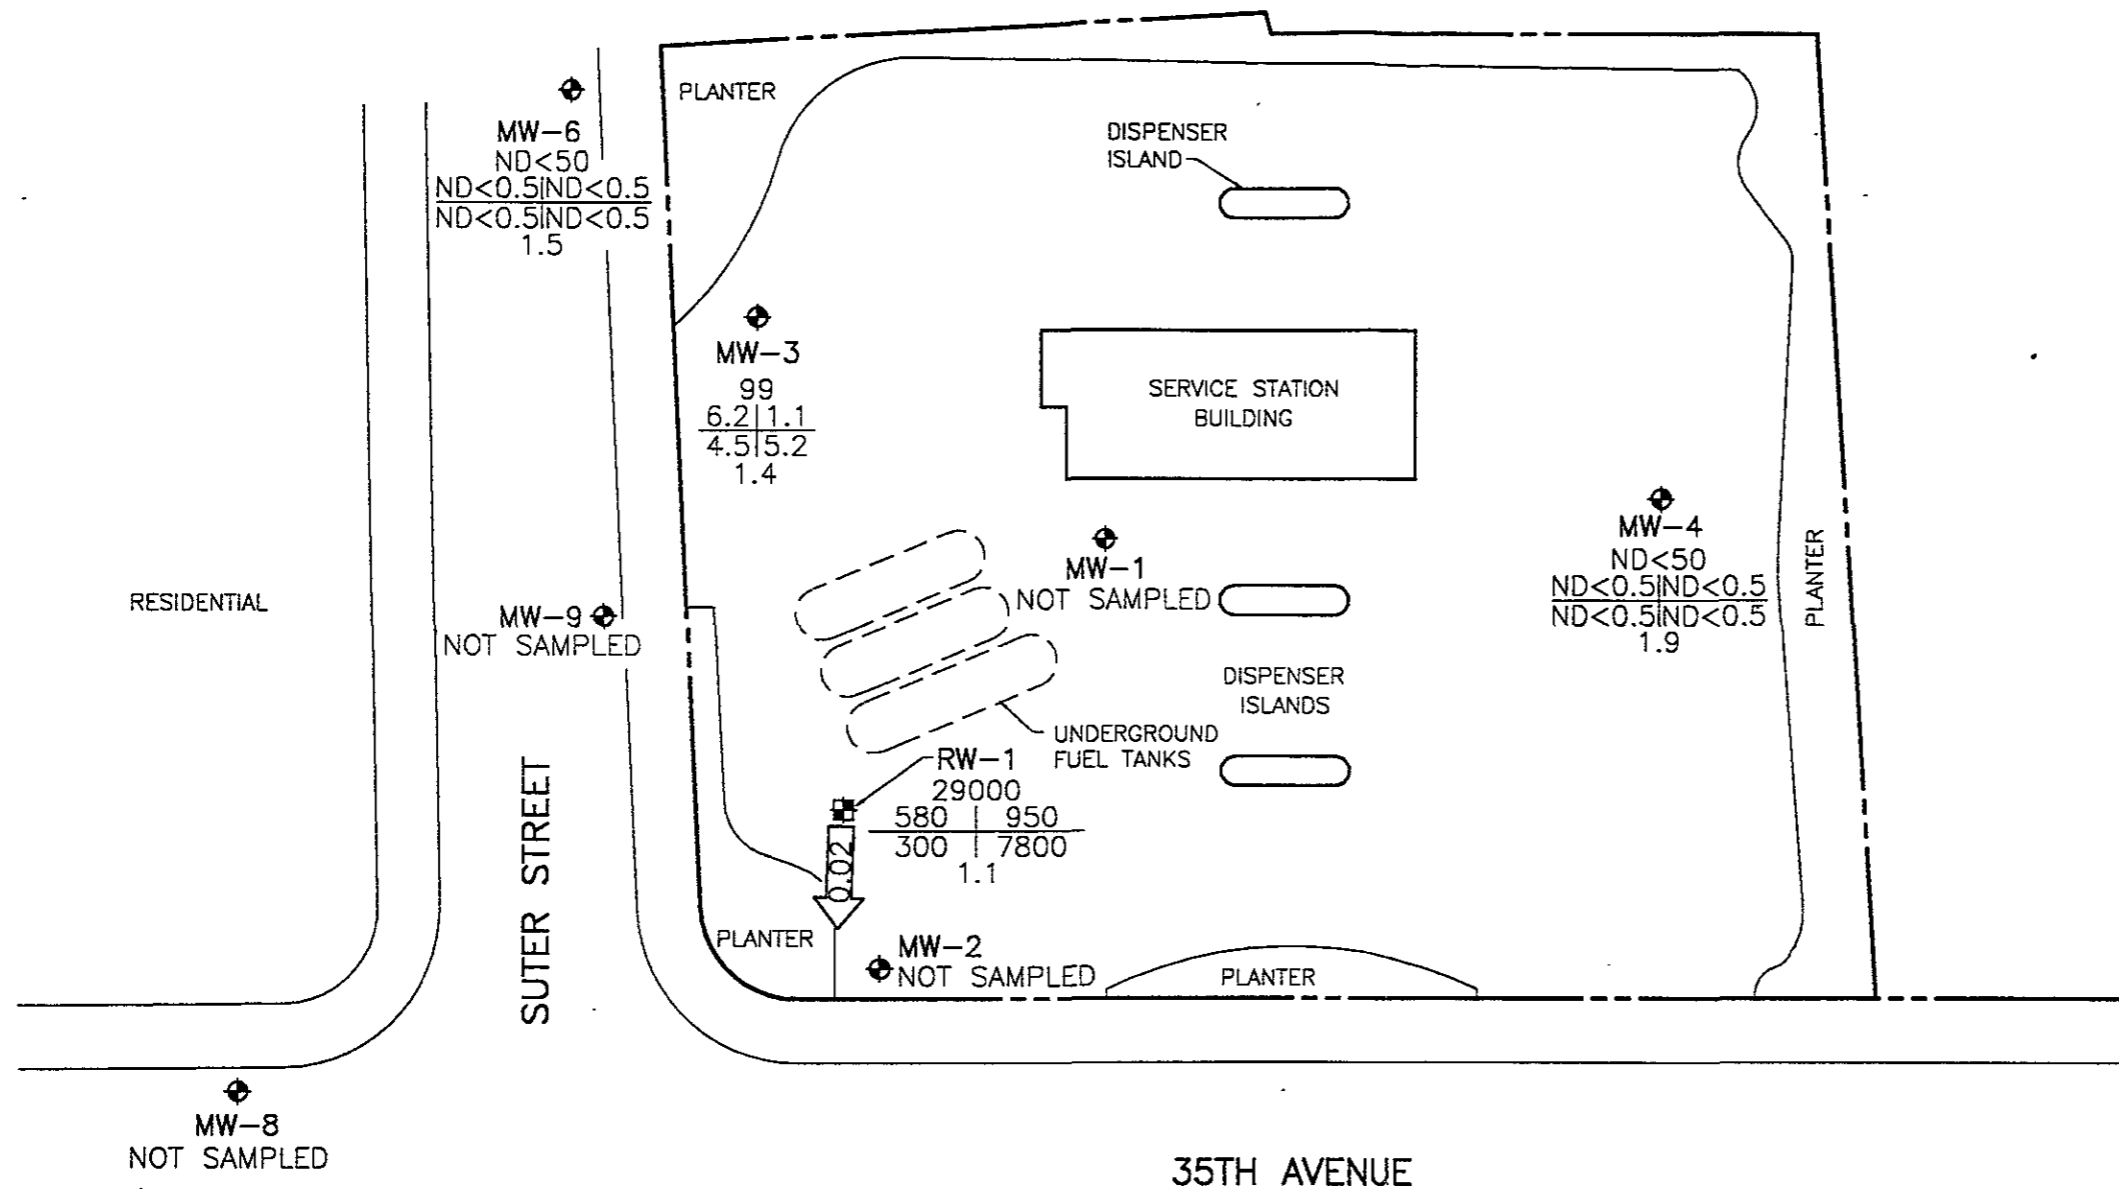 PLANTER
MW-6
ND<50
ND<0.5|ND<0.5
ND<0.5|ND<0.5
1.5
DISPENSER
ISLAND
MW-3
99
6.2|1.1
4.5|5.2
1.4
SERVICE STATION
BUILDING
MW-4
ND<50
ND<0.5|ND<0.5
ND<0.5|ND<0.5
1.9
PLANTER
MW-1
NOT SAMPLED
RESIDENTIAL
MW-9
NOT SAMPLED
DISPENSER
ISLANDS
UNDERGROUND
FUEL TANKS
RW-1
29000
580 | 950
300 | 7800
1.1
0.02
SUTER STREET
PLANTER
MW-2
NOT SAMPLED
PLANTER
MW-8
NOT SAMPLED
35TH AVENUE